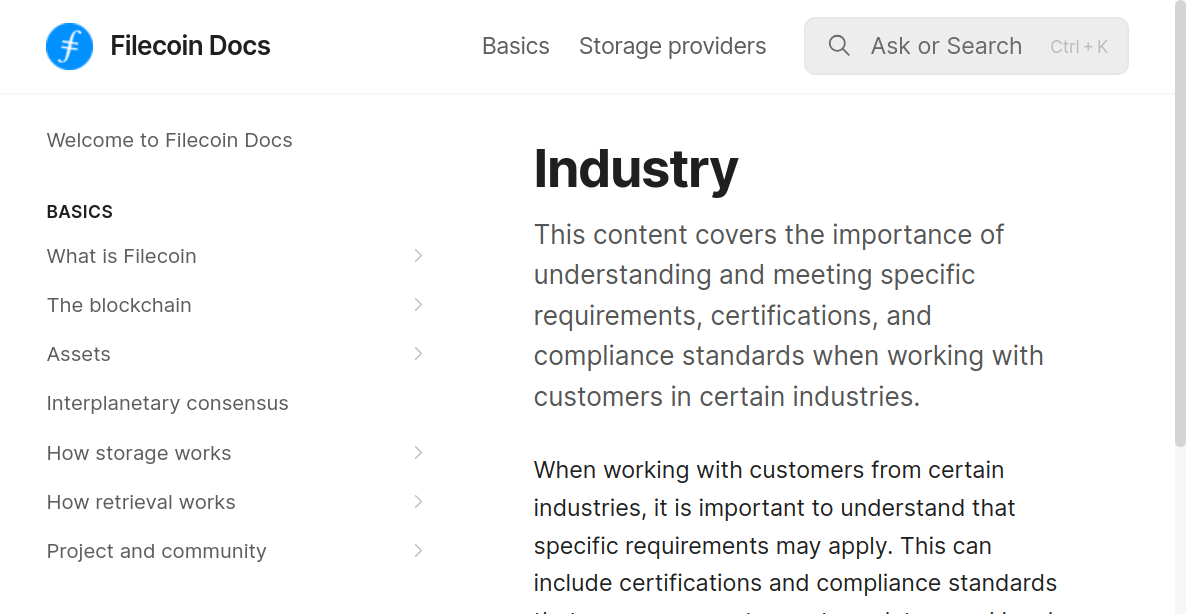 Filecoin Docs
Basics
Storage providers
Ask or Search
Ctrl + K
Welcome to Filecoin Docs
BASICS
What is Filecoin
The blockchain
Assets
Interplanetary consensus
How storage works
How retrieval works
Project and community
Industry
This content covers the importance of
understanding and meeting specific
requirements, certifications, and
compliance standards when working with
customers in certain industries.
When working with customers from certain
industries, it is important to understand that
specific requirements may apply. This can
include certifications and compliance standards